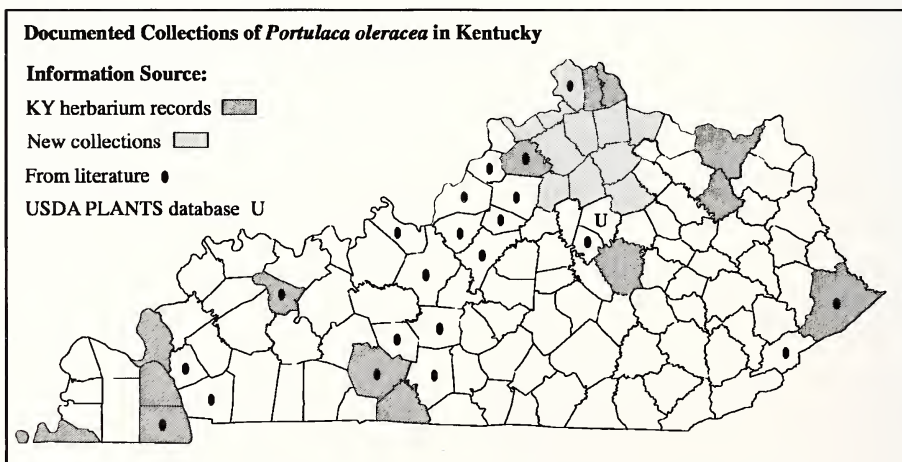 Documented Collections of Portulaca oleracea in Kentucky
Information Source:
KY herbarium records
New collections
From literature
USDA PLANTS database U
U